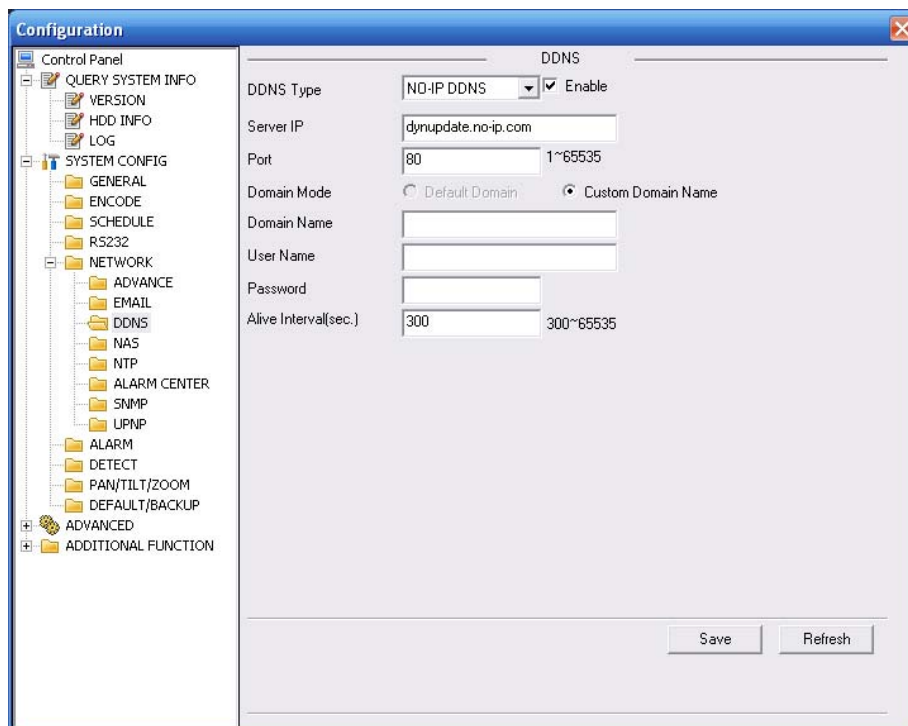 Configuration
Control Panel
QUERY SYSTEM INFO
VERSION
HDD INFO
LOG
SYSTEM CONFIG
GENERAL
ENCODE
SCHEDULE
RS232
NETWORK
ADVANCE
EMAIL
DDNS
NAS
NTP
ALARM CENTER
SNMP
UPNP
ALARM
DETECT
PAN/TILT/ZOOM
DEFAULT/BACKUP
ADVANCED
ADDITIONAL FUNCTION
DDNS
DDNS Type NO-IP DDNS Enable
Server IP dynupdate.no-ip.com
Port 80 1~65535
Domain Mode Default Domain Custom Domain Name
Domain Name
User Name
Password
Alive Interval(sec.) 300 300~65535
Save Refresh